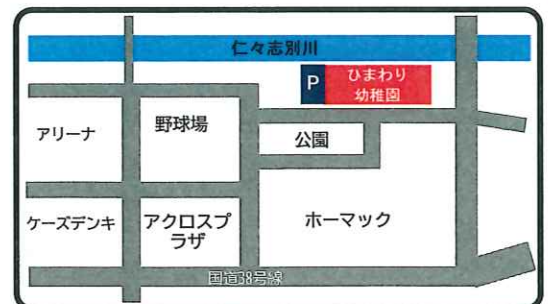 仁々志別川
P
ひまわり
幼稚園
アリーナ
野球場
公園
ケーズデンキ
アクロスプ
ラザ
ホーマック
国道38号線